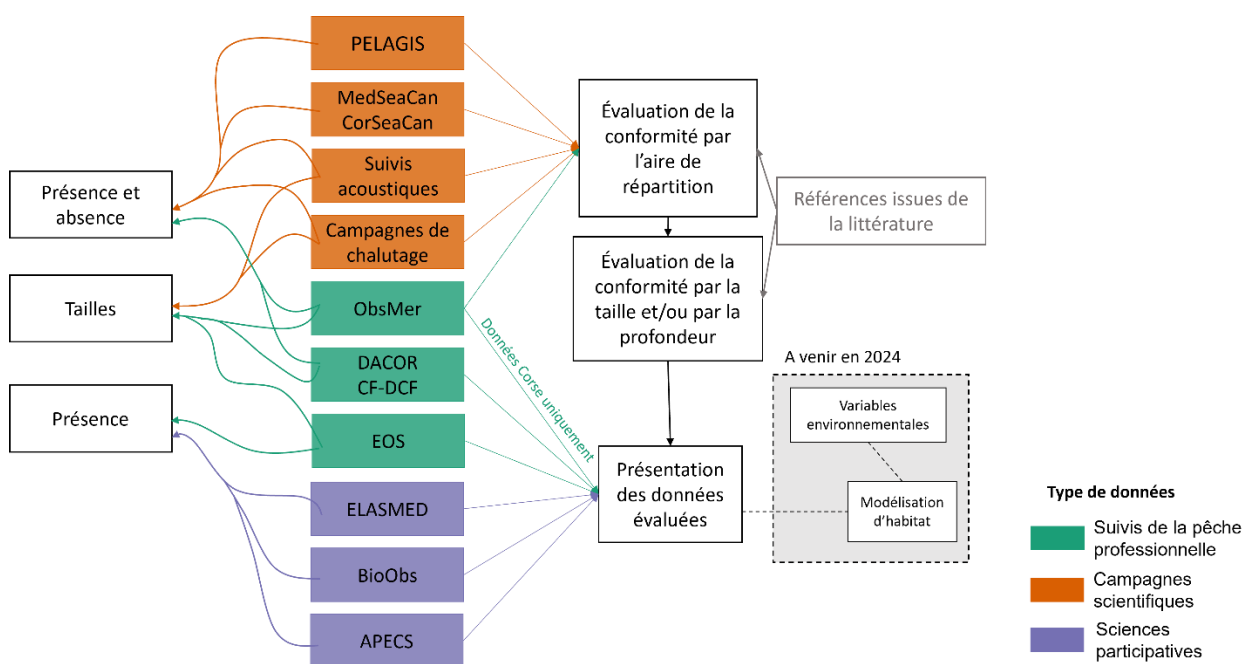 Présence et
absence
Tailles
Présence
PELAGIS
MedSeaCan
CorSeaCan
Suivis
acoustiques
Campagnes de
chalutage
ObsMer
DACOR
CF-DCF
EOS
ELASMED
BioObs
APECS
Données Corse uniquement
Évaluation de la
conformité par
l’aire de
répartition
Évaluation de la
conformité par la
taille et/ou par la
profondeur
Présentation
des données
évaluées
Références issues de
la littérature
A venir en 2024
Variables
environnementales
Modélisation
d’habitat
Type de données
Suivis de la pêche
professionnelle
Campagnes
scientifiques
Sciences
participatives